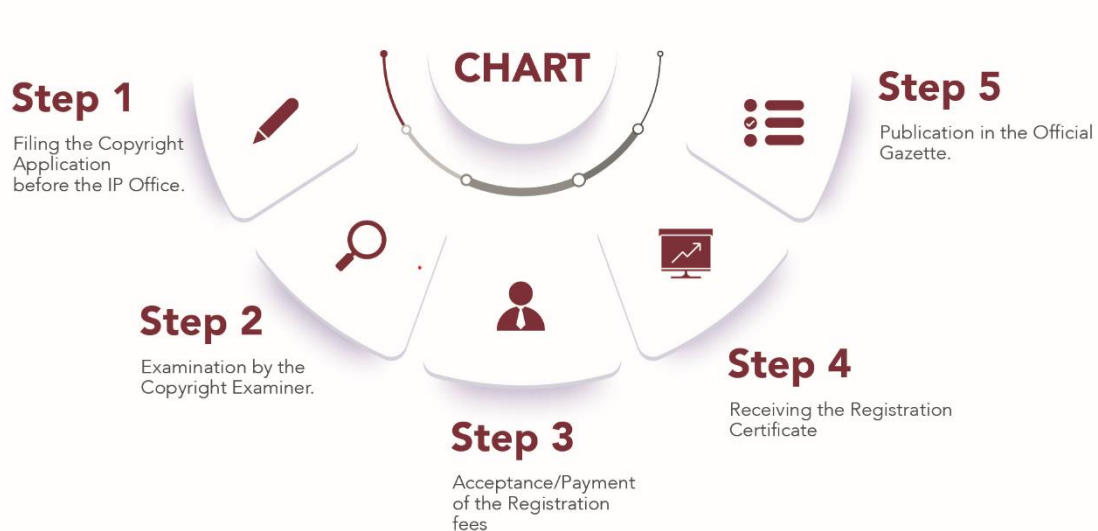 CHART
Step 1
Filing the Copyright
Application
before the IP Office.
Step 2
Examination by the
Copyright Examiner.
Step 3
Acceptance/Payment
of the Registration
fees
Step 4
Receiving the Registration
Certificate
Step 5
Publication in the Official
Gazette.